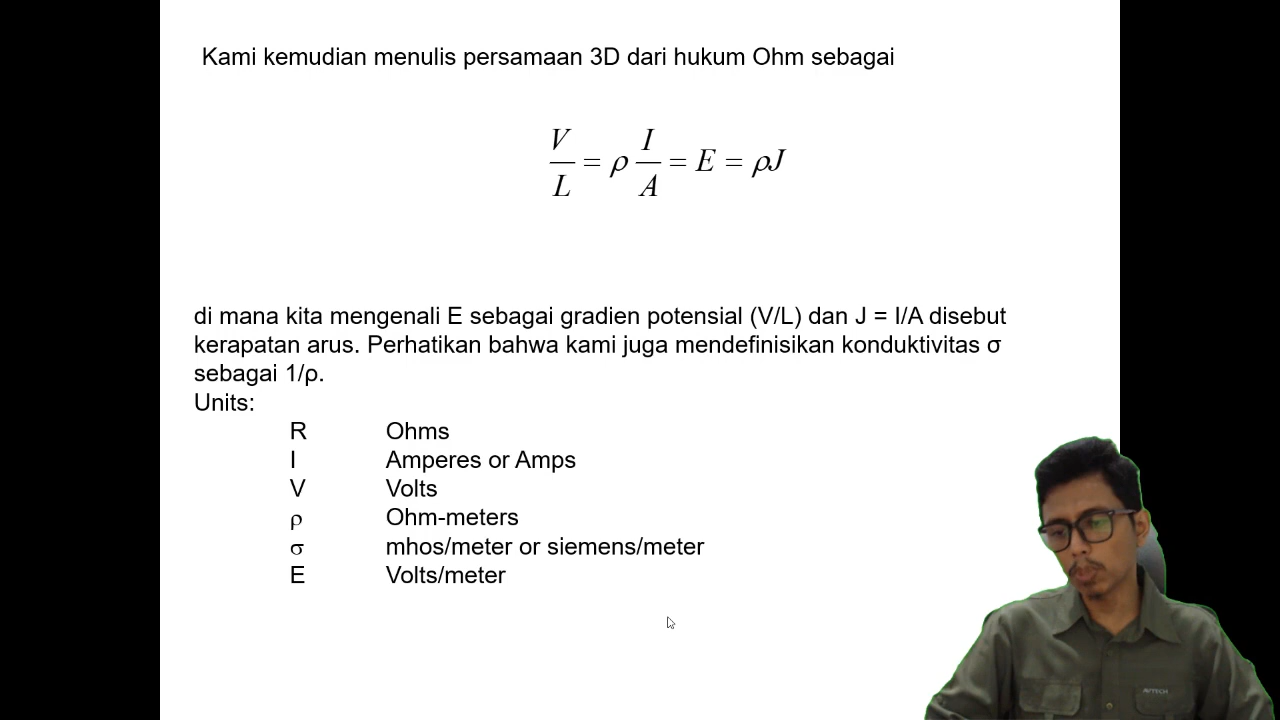 Kami kemudian menulis persamaan 3D dari hukum Ohm sebagai
V/L = ρ I/A = E = ρJ
di mana kita mengenali E sebagai gradien potensial (V/L) dan J = I/A disebut
kerapatan arus. Perhatikan bahwa kami juga mendefinisikan konduktivitas σ
sebagai 1/ρ.
Units:
R Ohms
I Amperes or Amps
V Volts
ρ Ohm-meters
σ mhos/meter or siemens/meter
E Volts/meter